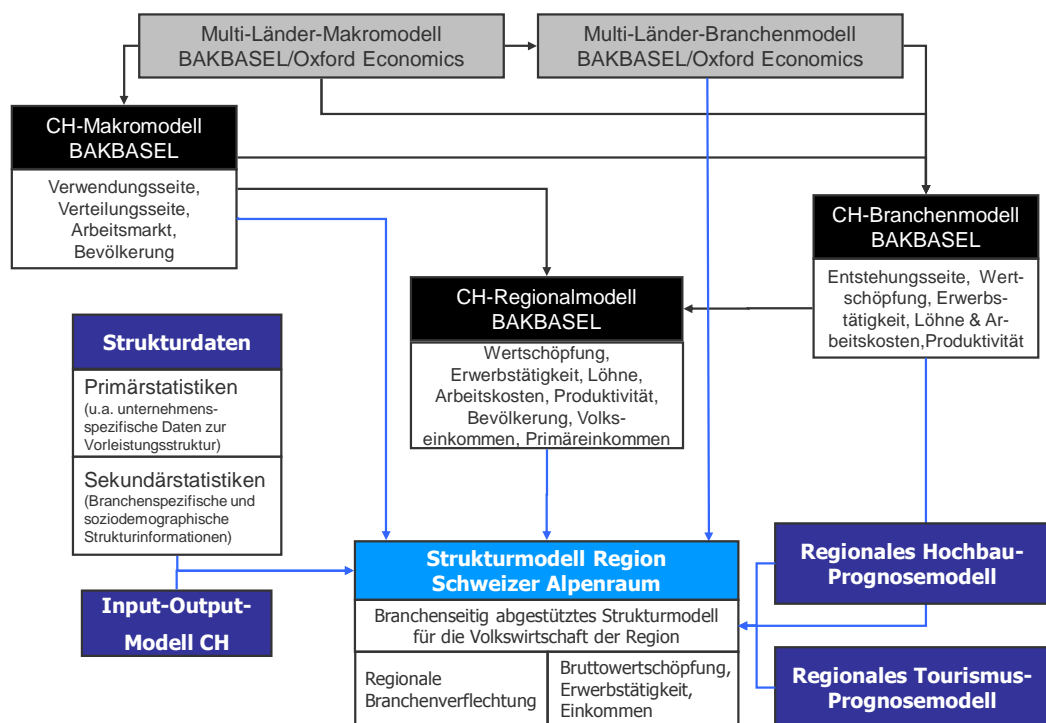 Multi-Länder-Makromodell
BAKBASEL/Oxford Economics
Multi-Länder-Branchenmodell
BAKBASEL/Oxford Economics
CH-Makromodell
BAKBASEL
Verwendungsseite,
Verteilungsseite,
Arbeitsmarkt,
Bevölkerung
CH-Branchenmodell
BAKBASEL
Entstehungsseite, Wert-
schöpfung, Erwerbs-
tätigkeit, Löhne & Ar-
beitskosten,Produktivität
CH-Regionalmodell
BAKBASEL
Wertschöpfung,
Erwerbstätigkeit, Löhne,
Arbeitskosten, Produktivität,
Bevölkerung, Volks-
einkommen, Primäreinkommen
Strukturdaten
Primärstatistiken
(u.a. unternehmens-
spezifische Daten zur
Vorleistungsstruktur)
Sekundärstatistiken
(Branchenspezifische und
soziodemographische
Strukturinformationen)
Input-Output-
Modell CH
Strukturmodell Region
Schweizer Alpenraum
Branchenseitig abgestütztes Strukturmodell
für die Volkswirtschaft der Region
Regionale
Branchenverflechtung
Bruttowertschöpfung,
Erwerbstätigkeit,
Einkommen
Regionales Hochbau-
Prognosemodell
Regionales Tourismus-
Prognosemodell